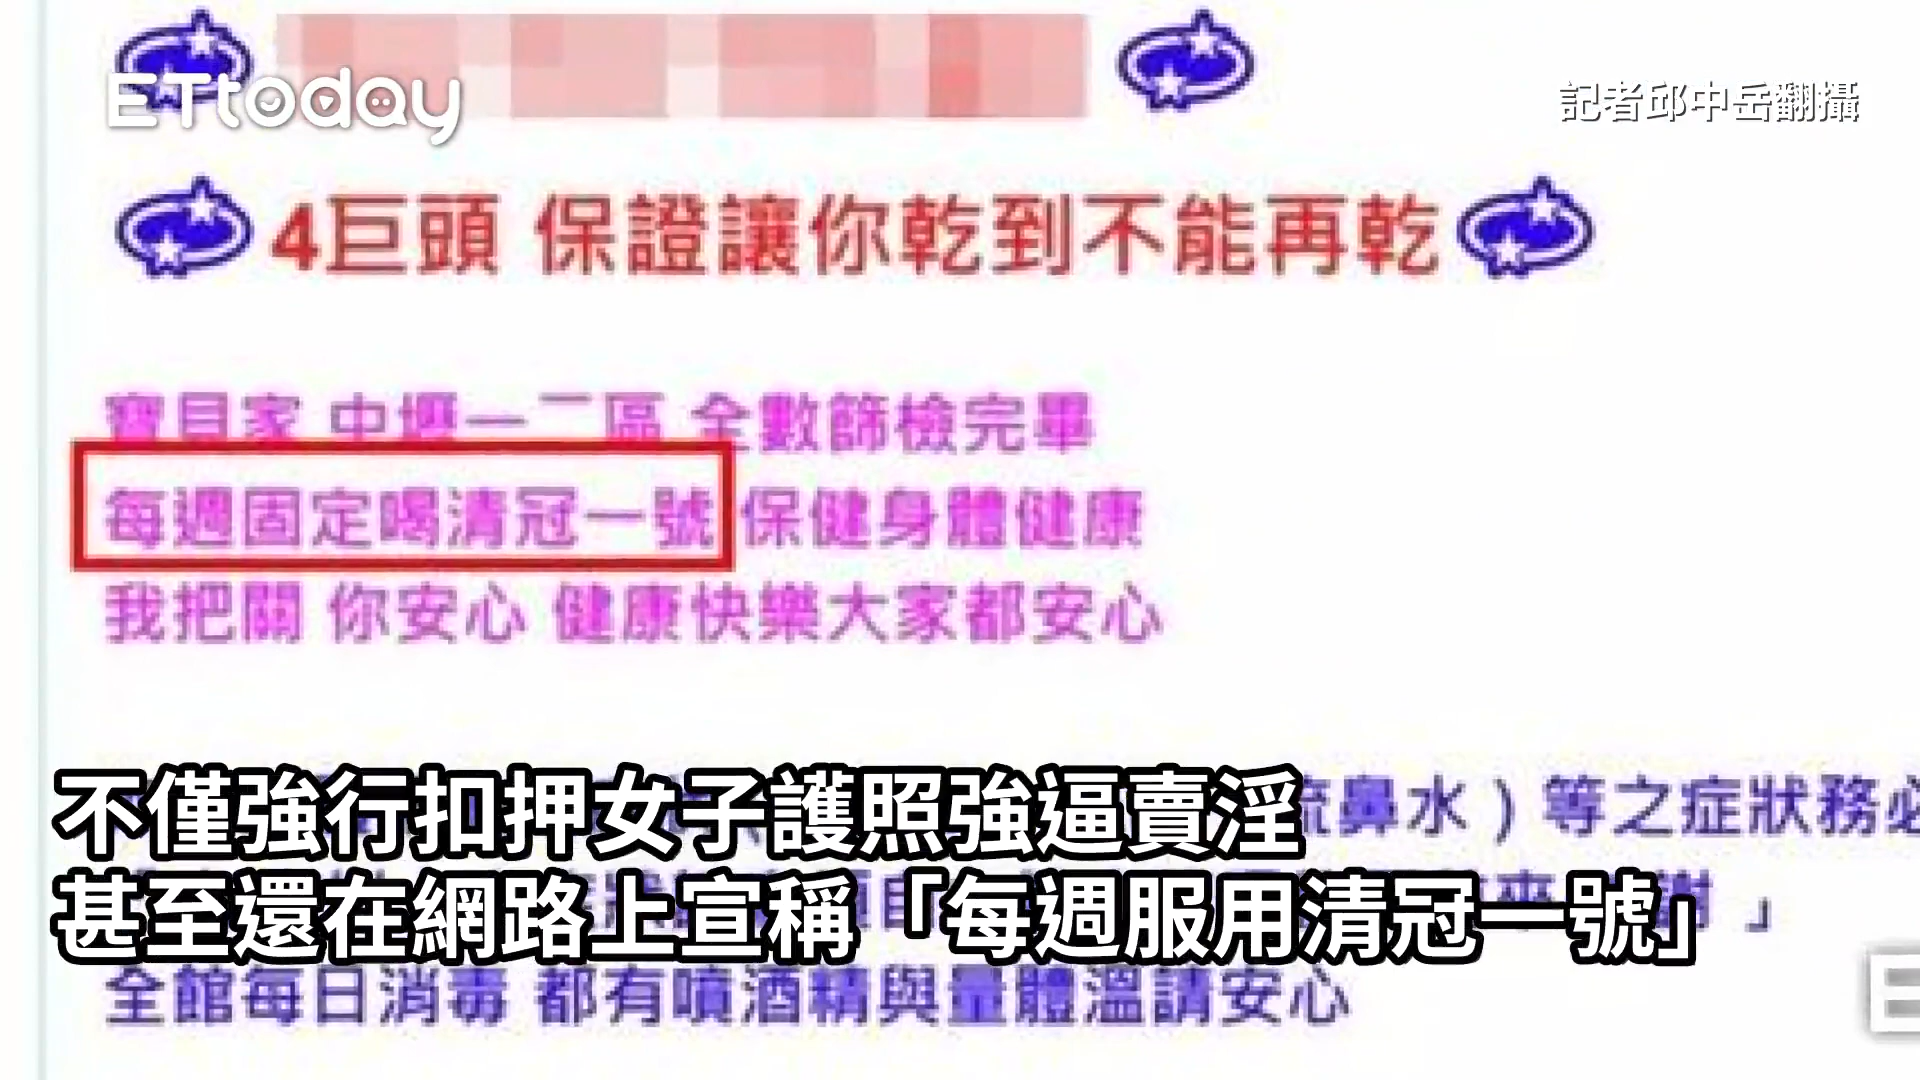 ETtoday
記者邱中岳翻攝
4巨頭 保證讓你乾到不能再乾
寶貝家 中壢一 二區 全數篩檢完畢
每週固定喝清冠一號 保健身體健康
我把關 你安心 健康快樂大家都安心
流鼻水）等之症狀務必
不僅強行扣押女子護照強逼賣淫
甚至還在網路上宣稱「每週服用清冠一號」
全館每日消毒 都有噴酒精與量體溫請安心